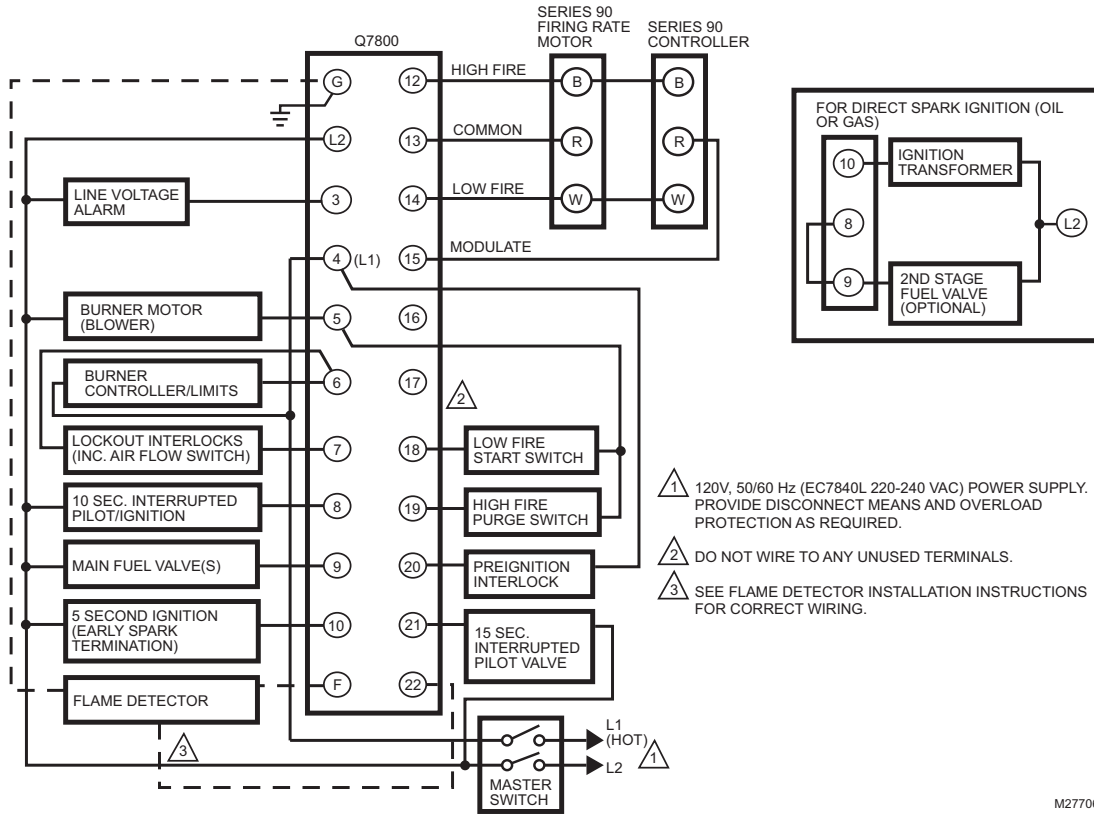 Q7800
SERIES 90
FIRING RATE
MOTOR
SERIES 90
CONTROLLER
G
L2
3
4
(L1)
5
6
7
8
9
10
F
12
13
14
15
16
17
18
19
20
21
22
HIGH FIRE
COMMON
LOW FIRE
MODULATE
B
R
W
B
R
W
LINE VOLTAGE
ALARM
BURNER MOTOR
(BLOWER)
BURNER
CONTROLLER/LIMITS
LOCKOUT INTERLOCKS
(INC. AIR FLOW SWITCH)
10 SEC. INTERRUPTED
PILOT/IGNITION
MAIN FUEL VALVE(S)
5 SECOND IGNITION
(EARLY SPARK
TERMINATION)
FLAME DETECTOR
3
2
LOW FIRE
START SWITCH
HIGH FIRE
PURGE SWITCH
PREIGNITION
INTERLOCK
15 SEC.
INTERRUPTED
PILOT VALVE
MASTER
SWITCH
L1
(HOT)
L2
1
FOR DIRECT SPARK IGNITION (OIL
OR GAS)
10
8
9
IGNITION
TRANSFORMER
2ND STAGE
FUEL VALVE
(OPTIONAL)
L2
1 120V, 50/60 Hz (EC7840L 220-240 VAC) POWER SUPPLY.
PROVIDE DISCONNECT MEANS AND OVERLOAD
PROTECTION AS REQUIRED.
2 DO NOT WIRE TO ANY UNUSED TERMINALS.
3 SEE FLAME DETECTOR INSTALLATION INSTRUCTIONS
FOR CORRECT WIRING.